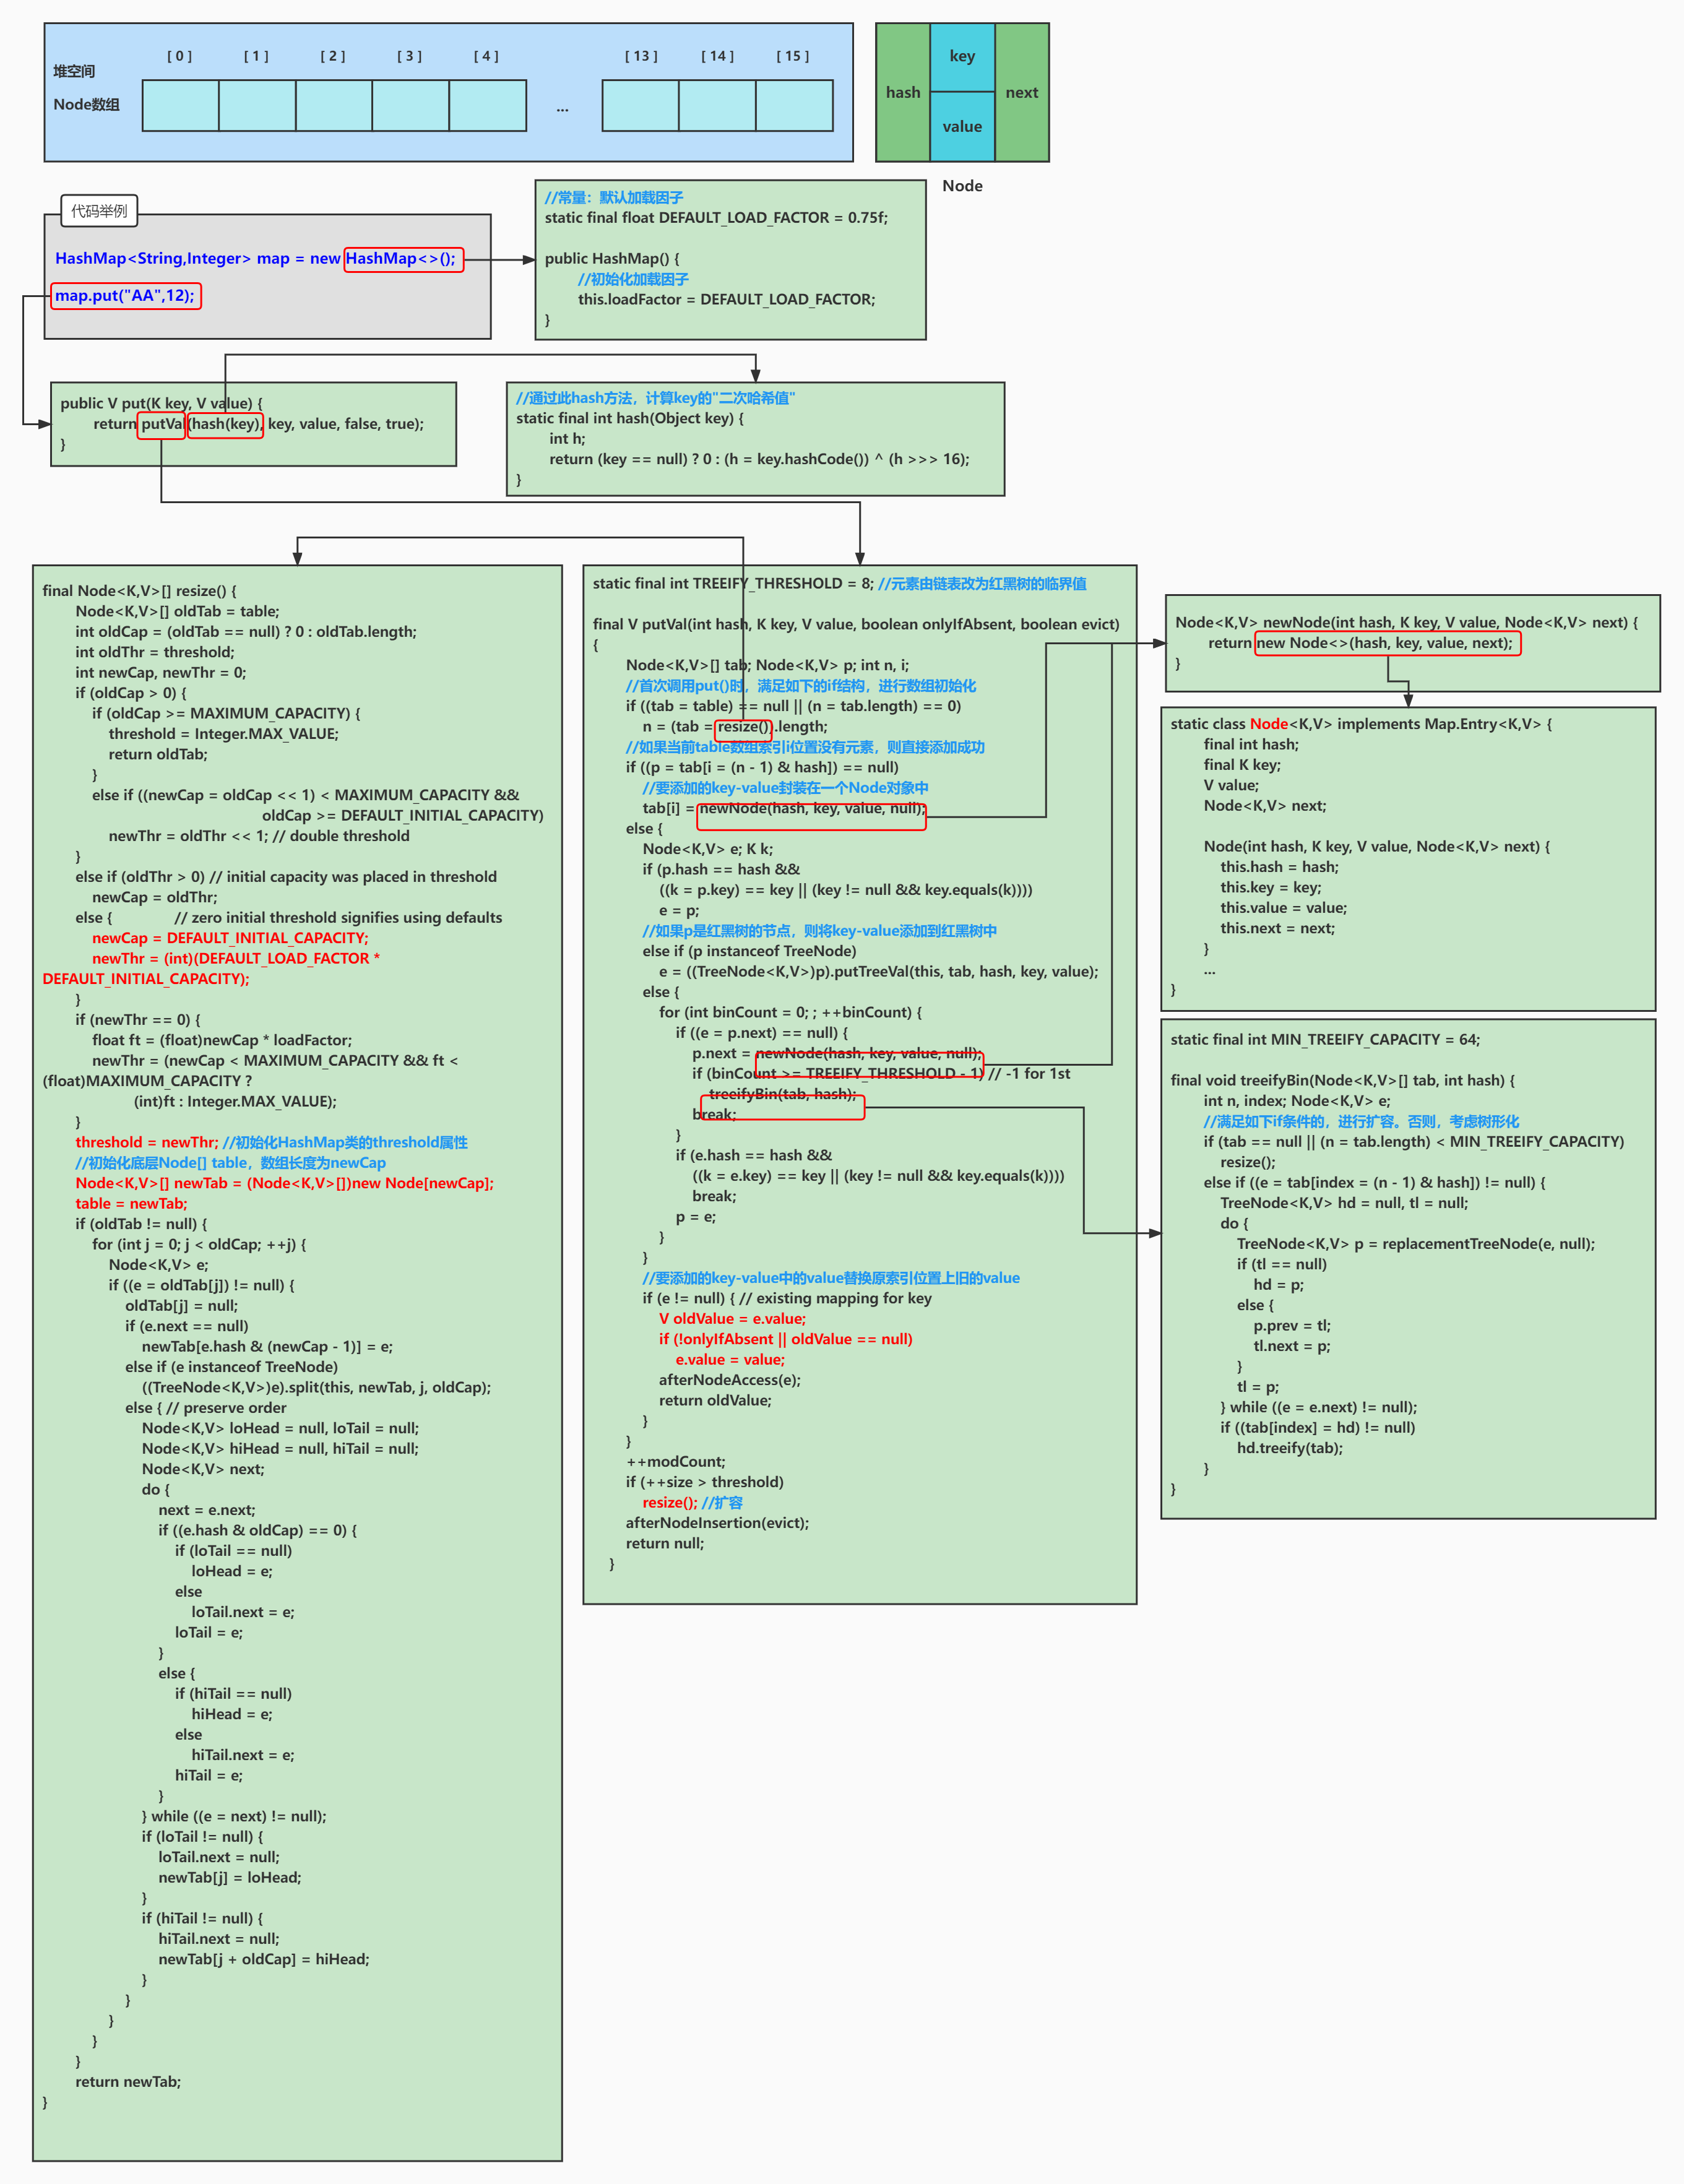 堆空间
Node数组
[ 0 ]
[ 1 ]
[ 2 ]
[ 3 ]
[ 4 ]
...
[ 13 ]
[ 14 ]
[ 15 ]
hash
key
value
next
Node
代码举例
HashMap<String,Integer> map = new HashMap<>();
map.put("AA",12);
//常量：默认加载因子
static final float DEFAULT_LOAD_FACTOR = 0.75f;
public HashMap() {
//初始化加载因子
this.loadFactor = DEFAULT_LOAD_FACTOR;
}
public V put(K key, V value) {
return putVal(hash(key), key, value, false, true);
}
//通过此hash方法，计算key的"二次哈希值"
static final int hash(Object key) {
int h;
return (key == null) ? 0 : (h = key.hashCode()) ^ (h >>> 16);
}
final Node<K,V>[] resize() {
Node<K,V>[] oldTab = table;
int oldCap = (oldTab == null) ? 0 : oldTab.length;
int oldThr = threshold;
int newCap, newThr = 0;
if (oldCap > 0) {
if (oldCap >= MAXIMUM_CAPACITY) {
threshold = Integer.MAX_VALUE;
return oldTab;
}
else if ((newCap = oldCap << 1) < MAXIMUM_CAPACITY &&
oldCap >= DEFAULT_INITIAL_CAPACITY)
newThr = oldThr << 1; // double threshold
}
else if (oldThr > 0) // initial capacity was placed in threshold
newCap = oldThr;
else { // zero initial threshold signifies using defaults
newCap = DEFAULT_INITIAL_CAPACITY;
newThr = (int)(DEFAULT_LOAD_FACTOR *
DEFAULT_INITIAL_CAPACITY);
}
if (newThr == 0) {
float ft = (float)newCap * loadFactor;
newThr = (newCap < MAXIMUM_CAPACITY && ft <
(float)MAXIMUM_CAPACITY ?
(int)ft : Integer.MAX_VALUE);
}
threshold = newThr; //初始化HashMap类的threshold属性
//初始化底层Node[] table，数组长度为newCap
Node<K,V>[] newTab = (Node<K,V>[])new Node[newCap];
table = newTab;
if (oldTab != null) {
for (int j = 0; j < oldCap; ++j) {
Node<K,V> e;
if ((e = oldTab[j]) != null) {
oldTab[j] = null;
if (e.next == null)
newTab[e.hash & (newCap - 1)] = e;
else if (e instanceof TreeNode)
((TreeNode<K,V>)e).split(this, newTab, j, oldCap);
else { // preserve order
Node<K,V> loHead = null, loTail = null;
Node<K,V> hiHead = null, hiTail = null;
Node<K,V> next;
do {
next = e.next;
if ((e.hash & oldCap) == 0) {
if (loTail == null)
loHead = e;
else
loTail.next = e;
loTail = e;
}
else {
if (hiTail == null)
hiHead = e;
else
hiTail.next = e;
hiTail = e;
}
} while ((e = next) != null);
if (loTail != null) {
loTail.next = null;
newTab[j] = loHead;
}
if (hiTail != null) {
hiTail.next = null;
newTab[j + oldCap] = hiHead;
}
}
}
}
}
return newTab;
}
static final int TREEIFY_THRESHOLD = 8; //元素由链表改为红黑树的临界值
final V putVal(int hash, K key, V value, boolean onlyIfAbsent, boolean evict)
{
Node<K,V>[] tab; Node<K,V> p; int n, i;
//首次调用put()时，满足如下的if结构，进行数组初始化
if ((tab = table) == null || (n = tab.length) == 0)
n = (tab = resize()).length;
//如果当前table数组索引i位置没有元素，则直接添加成功
if ((p = tab[i = (n - 1) & hash]) == null)
//要添加的key-value封装在一个Node对象中
tab[i] = newNode(hash, key, value, null);
else {
Node<K,V> e; K k;
if (p.hash == hash &&
((k = p.key) == key || (key != null && key.equals(k))))
e = p;
//如果p是红黑树的节点，则将key-value添加到红黑树中
else if (p instanceof TreeNode)
e = ((TreeNode<K,V>)p).putTreeVal(this, tab, hash, key, value);
else {
for (int binCount = 0; ; ++binCount) {
if ((e = p.next) == null) {
p.next = newNode(hash, key, value, null);
if (binCount >= TREEIFY_THRESHOLD - 1) // -1 for 1st
treeifyBin(tab, hash);
break;
}
if (e.hash == hash &&
((k = e.key) == key || (key != null && key.equals(k))))
break;
p = e;
}
}
//要添加的key-value中的value替换原索引位置上旧的value
if (e != null) { // existing mapping for key
V oldValue = e.value;
if (!onlyIfAbsent || oldValue == null)
e.value = value;
afterNodeAccess(e);
return oldValue;
}
}
++modCount;
if (++size > threshold)
resize(); //扩容
afterNodeInsertion(evict);
return null;
}
Node<K,V> newNode(int hash, K key, V value, Node<K,V> next) {
return new Node<>(hash, key, value, next);
}
static class Node<K,V> implements Map.Entry<K,V> {
final int hash;
final K key;
V value;
Node<K,V> next;
Node(int hash, K key, V value, Node<K,V> next) {
this.hash = hash;
this.key = key;
this.value = value;
this.next = next;
}
...
}
static final int MIN_TREEIFY_CAPACITY = 64;
final void treeifyBin(Node<K,V>[] tab, int hash) {
int n, index; Node<K,V> e;
//满足如下if条件的，进行扩容。否则，考虑树形化
if (tab == null || (n = tab.length) < MIN_TREEIFY_CAPACITY)
resize();
else if ((e = tab[index = (n - 1) & hash]) != null) {
TreeNode<K,V> hd = null, tl = null;
do {
TreeNode<K,V> p = replacementTreeNode(e, null);
if (tl == null)
hd = p;
else {
p.prev = tl;
tl.next = p;
}
tl = p;
} while ((e = e.next) != null);
if ((tab[index] = hd) != null)
hd.treeify(tab);
}
}